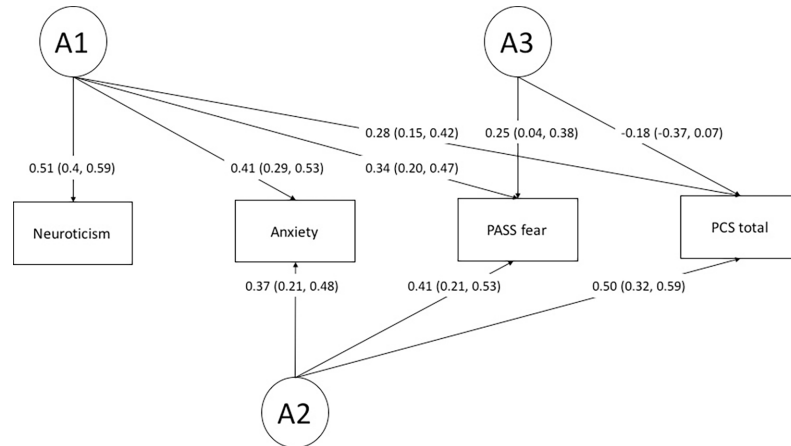 A1
A3
0.28 (0.15, 0.42)
0.25 (0.04, 0.38)
-0.18 (-0.37, 0.07)
0.51 (0.4, 0.59)
0.41 (0.29, 0.53)
0.34 (0.20, 0.47)
Neuroticism
Anxiety
PASS fear
PCS total
0.37 (0.21, 0.48)
0.41 (0.21, 0.53)
0.50 (0.32, 0.59)
A2